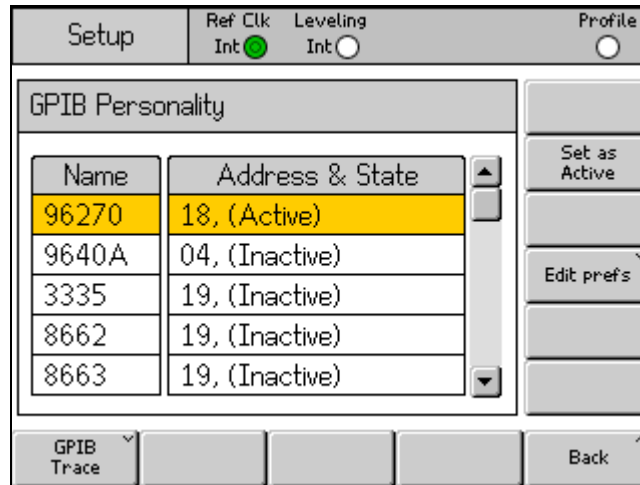 Setup
Ref Clk
Int
Leveling
Int
Profile
GPIB Personality
Name
Address & State
96270
18, (Active)
9640A
04, (Inactive)
3335
19, (Inactive)
8662
19, (Inactive)
8663
19, (Inactive)
Set as
Active
Edit prefs
GPIB
Trace
Back